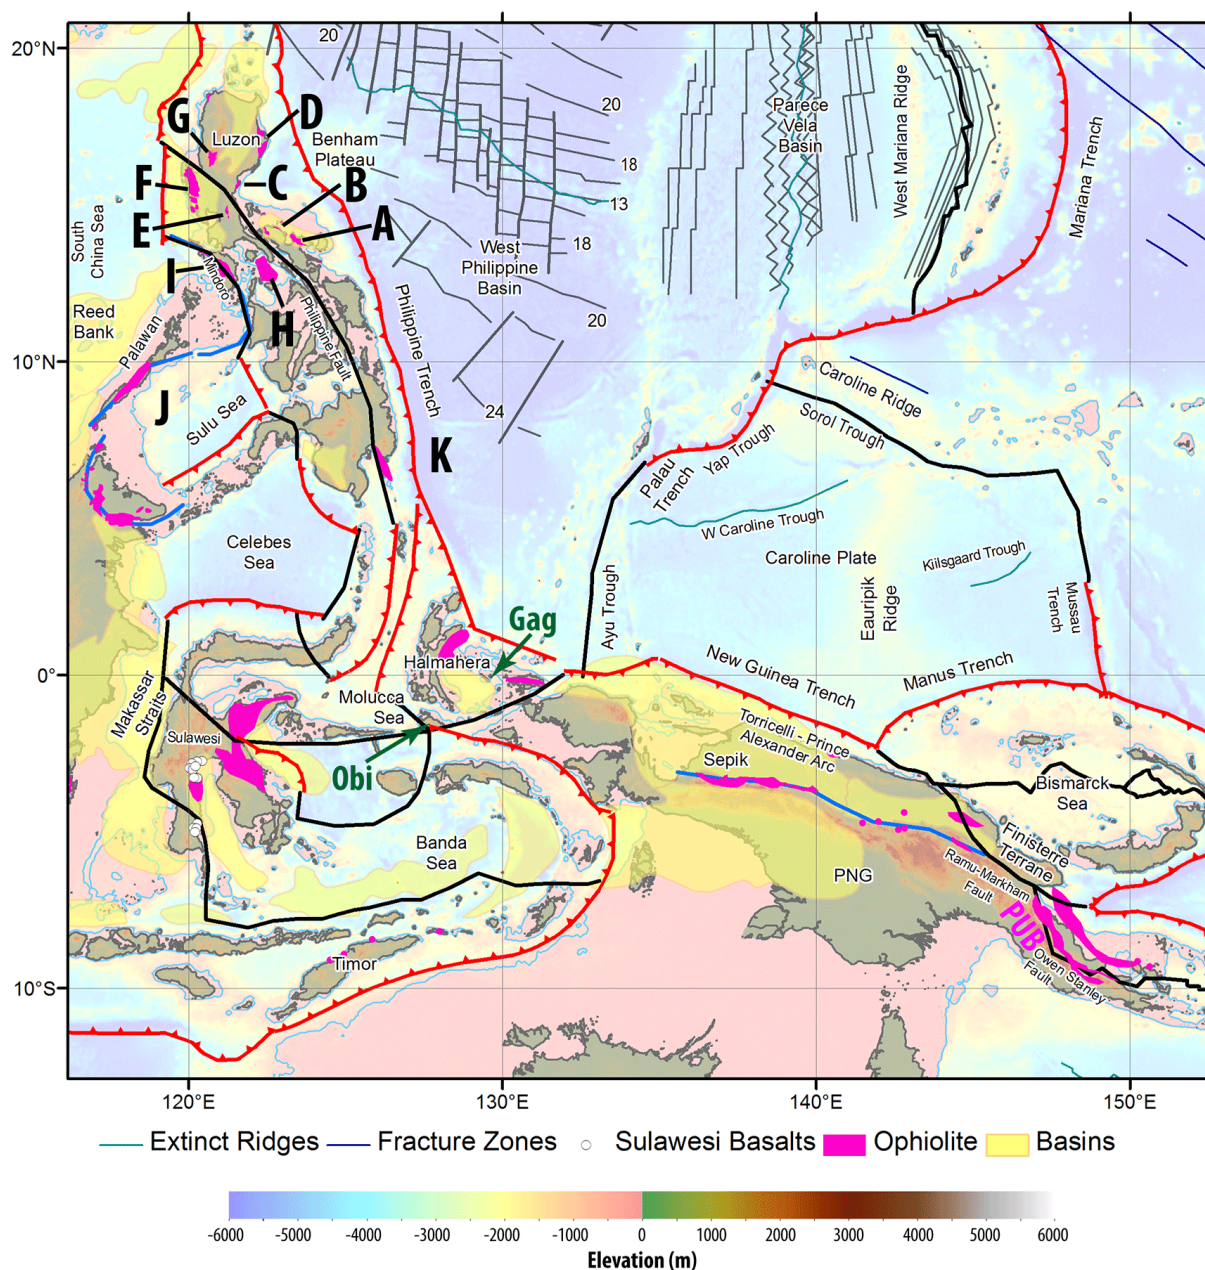 20°N
20
G
D
Luzon
Benham
Plateau
Parece
Vela
Basin
West Mariana Ridge
Mariana Trench
20
18
F
C
B
13
E
A
South
China Sea
18
West
Philippine
Basin
I
Mindoro
H
Reed
Bank
Palawan
Philippine Fault
Philippine Trench
20
10°N
Caroline Ridge
J
Sulu Sea
24
Sorol Trough
K
Yap Trough
Palau
Trench
W Caroline Trough
Celebes
Sea
Caroline Plate
Kiilsgaard Trough
Ayu Trough
Eauripik
Ridge
Mussau
Trench
Gag
Halmahera
0°
New Guinea Trench
Manus Trench
Makassar
Straits
Molucca
Sea
Sulawesi
Obi
Torricelli - Prince
Alexander Arc
Sepik
Bismarck
Sea
Banda
Sea
Finisterre
Terrane
PNG
Ramu-Markham
Fault
PUB
Timor
Owen Stanley
Fault
10°S
120°E
130°E
140°E
150°E
Extinct Ridges
Fracture Zones
Sulawesi Basalts
Ophiolite
Basins
-6000
-5000
-4000
-3000
-2000
-1000
0
1000
2000
3000
4000
5000
6000
Elevation (m)